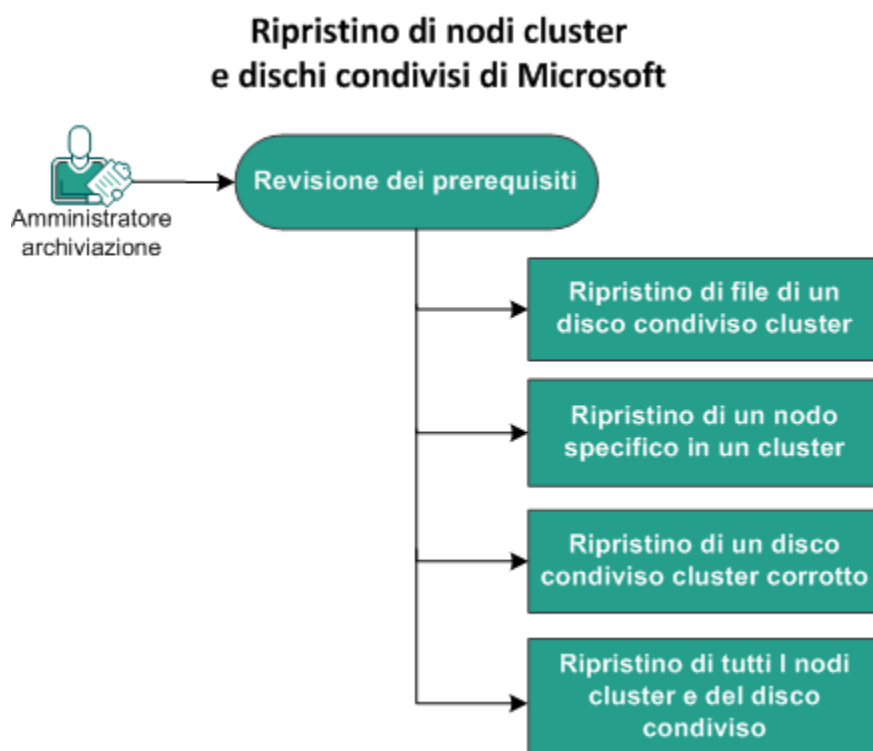 Ripristino di nodi cluster
e dischi condivisi di Microsoft
Amministratore
archiviazione
Revisione dei prerequisiti
Ripristino di file di un
disco condiviso cluster
Ripristino di un nodo
specifico in un cluster
Ripristino di un disco
condiviso cluster corrotto
Ripristino di tutti I nodi
cluster e del disco
condiviso